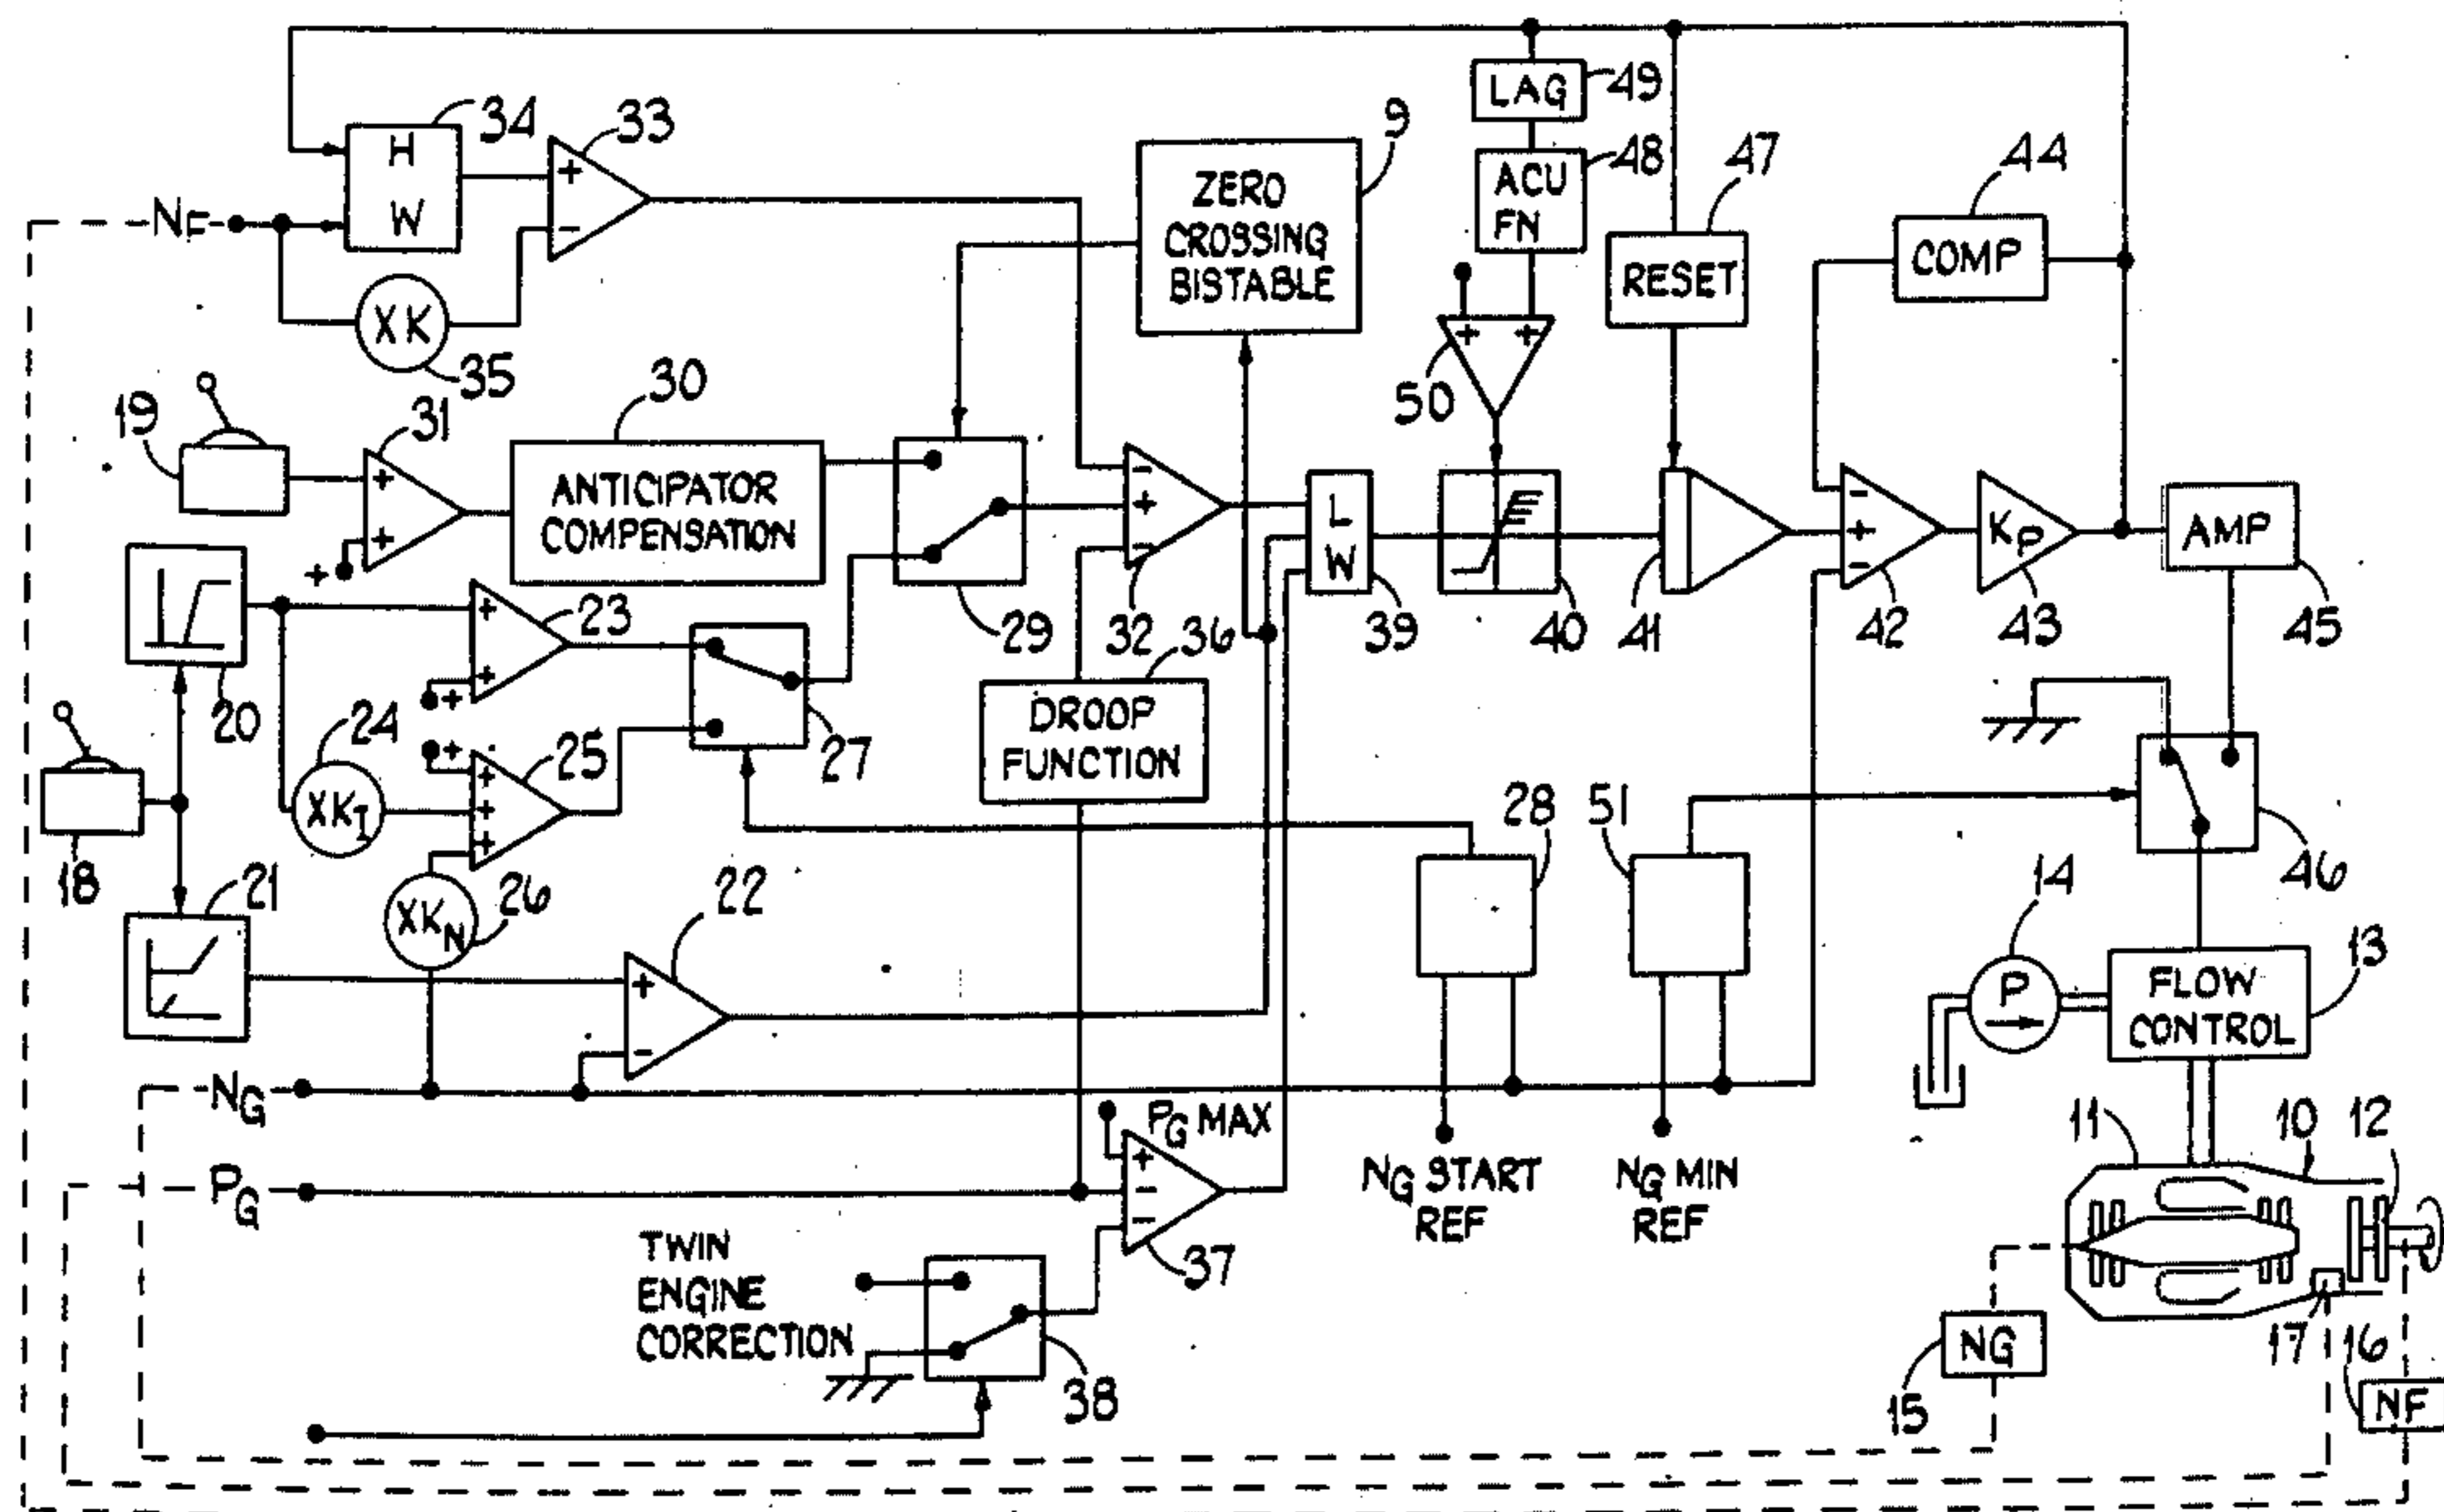 LAG
49
9
34
33
H
W
ZERO
CROSSING
BISTABLE
ACU
FN
48
47
44
NF
RESET
COMP
XK
35
+
-
+
+
50
19
31
30
ANTICIPATOR
COMPENSATION
+
+
+
-
+
-
32
L
W
39
40
41
-
+
-
42
KP
43
AMP
45
29
36
20
23
+
+
+
27
DROOP
FUNCTION
24
XKI
25
+
+
+
+
18
28
51
46
21
XKN
26
22
+
-
14
P
FLOW
CONTROL
13
NG
PG MAX
11
10
12
PG
+
-
-
37
NG START
REF
NG MIN
REF
TWIN
ENGINE
CORRECTION
38
15
NG
17
16
NF